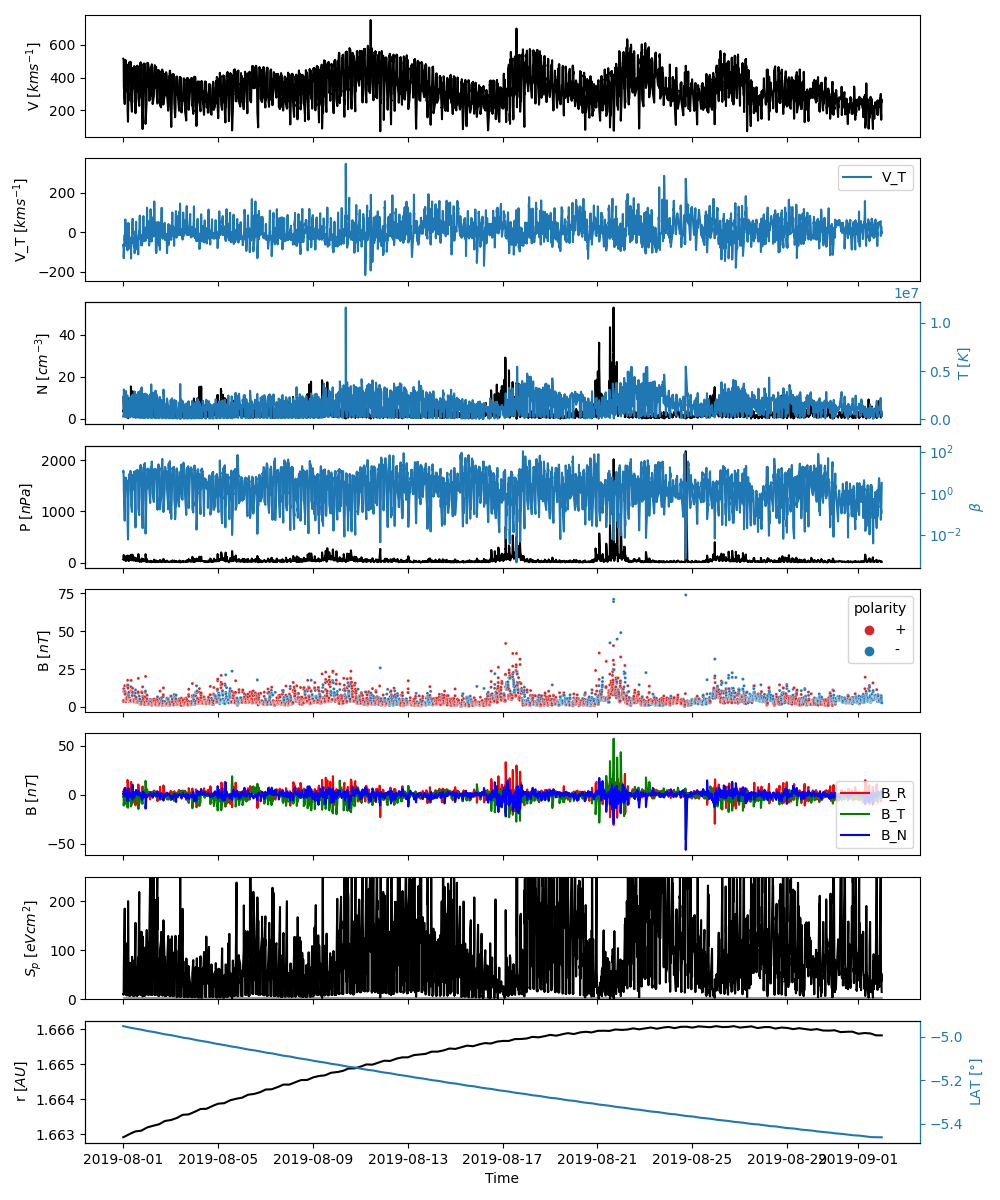 V [kms⁻¹]
600
400
200
V_T [kms⁻¹]
200
0
−200
V_T
N [cm⁻³]
40
20
0
1e7
1.0
0.5
0.0
T [K]
P [nPa]
2000
1000
0
10²
10⁰
10⁻²
β
B [nT]
75
50
25
0
polarity
+
-
B [nT]
50
0
−50
B_R
B_T
B_N
Sₚ [eVcm²]
200
100
0
r [AU]
1.666
1.665
1.664
1.663
−5.0
−5.2
−5.4
LAT [°]
2019-08-01 2019-08-05 2019-08-09 2019-08-13 2019-08-17 2019-08-21 2019-08-25 2019-08-29 2019-09-01
Time